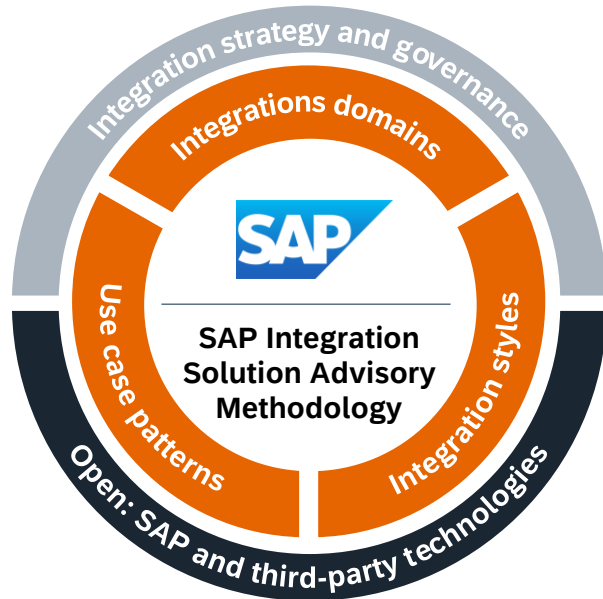 Integration strategy and governance
Integrations domains
SAP
SAP Integration
Solution Advisory
Methodology
Use case patterns
Integration styles
Open: SAP and third-party technologies